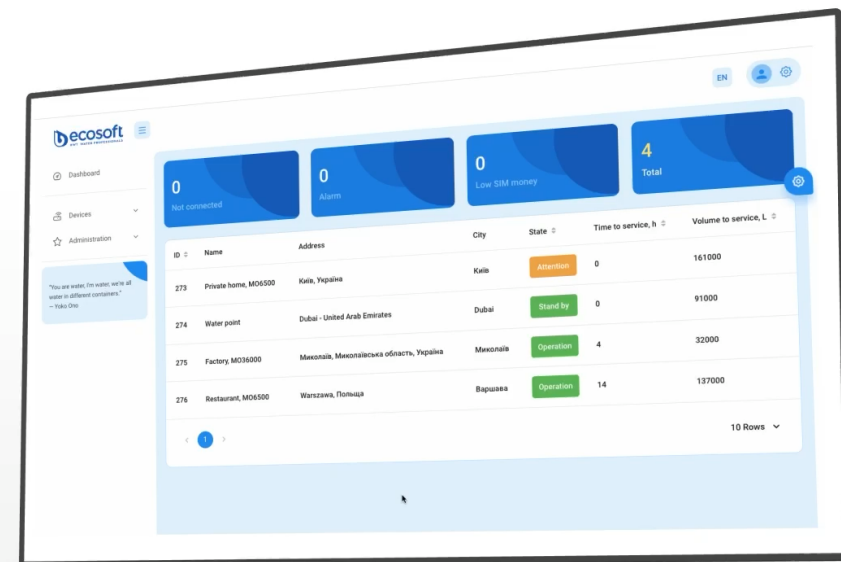 ecosoft
BWT WATER PROFESSIONALS
EN
Dashboard
Devices
Administration
"You are water, I'm water, we're all
water in different containers."
— Yoko Ono
0
Not connected
0
Alarm
0
Low SIM money
4
Total
ID Name Address City State Time to service, h Volume to service, L
273 Private home, MO6500 Київ, Україна Київ Attention 0 161000
274 Water point Dubai - United Arab Emirates Dubai Stand by 0 91000
275 Factory, MO36000 Миколаїв, Миколаївська область, Україна Миколаїв Operation 4 32000
276 Restaurant, MO6500 Warszawa, Польща Варшава Operation 14 137000
1
10 Rows